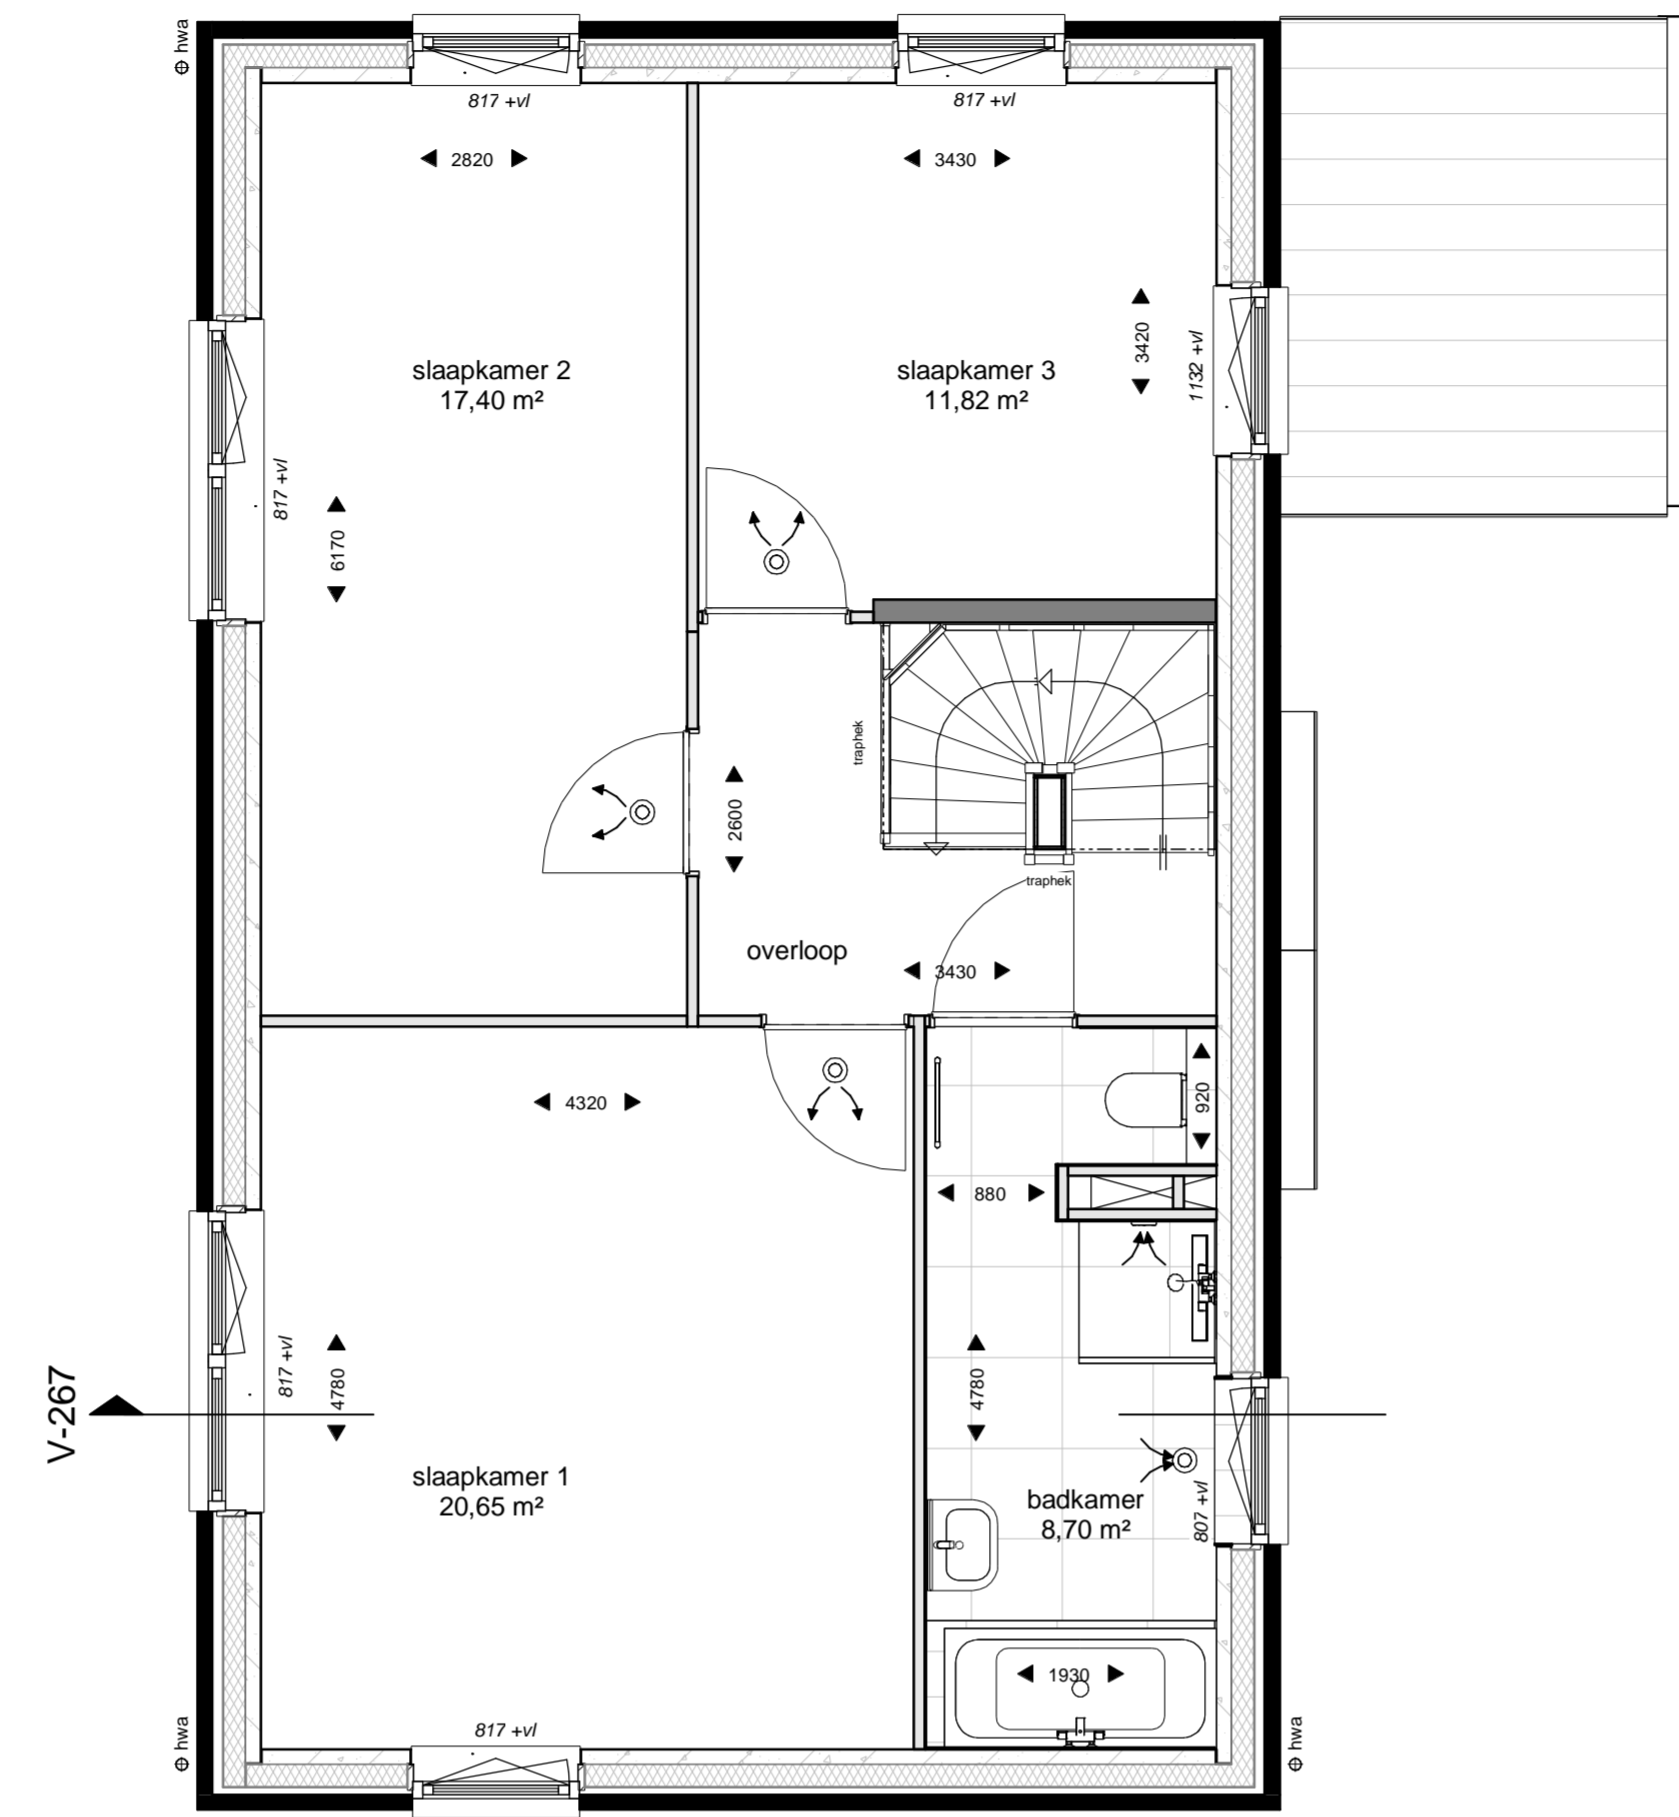 hwa
817 +vl
817 +vl
2820
3430
slaapkamer 2
17,40 m²
slaapkamer 3
11,82 m²
3420
1132 +vl
817 +vl
6170
traphek
2600
traphek
overloop
3430
4320
920
880
V-267
817 +vl
4780
4780
slaapkamer 1
20,65 m²
badkamer
8,70 m²
807 +vl
1930
817 +vl
hwa
hwa